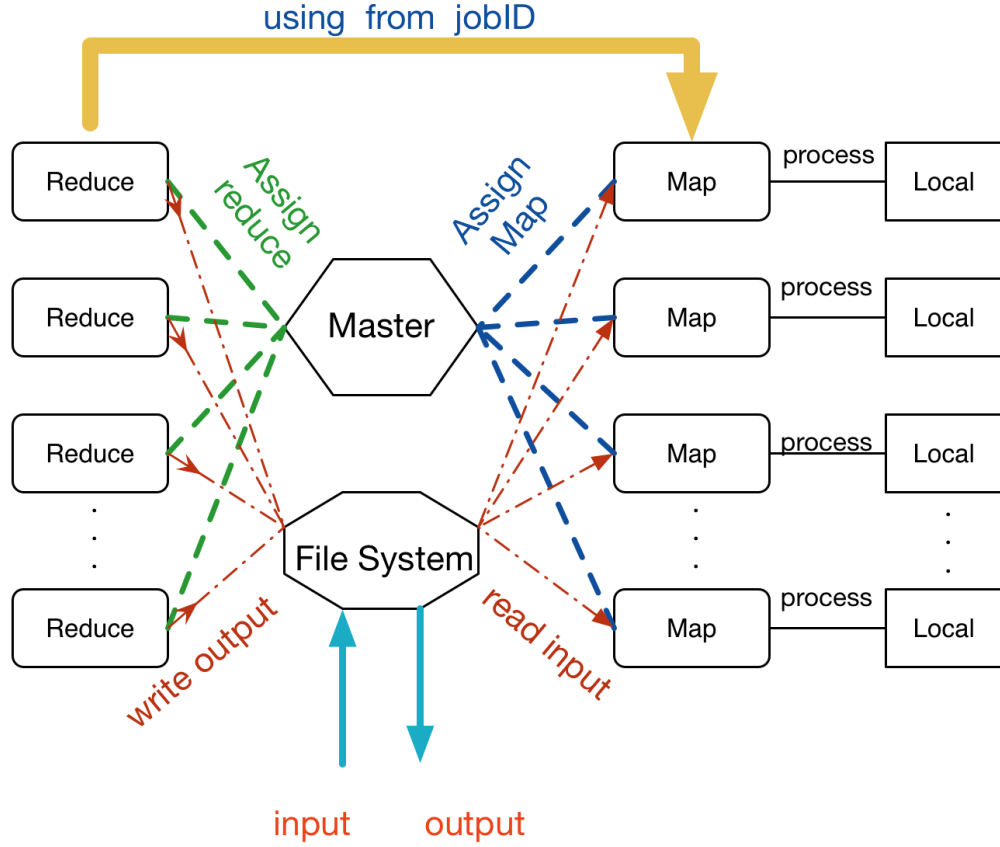 using from jobID
Assign
reduce
Assign
Map
Reduce
Map
process
Local
Reduce
Master
Map
process
Local
Reduce
Map
process
Local
File System
Reduce
Map
process
Local
write output
read input
input
output